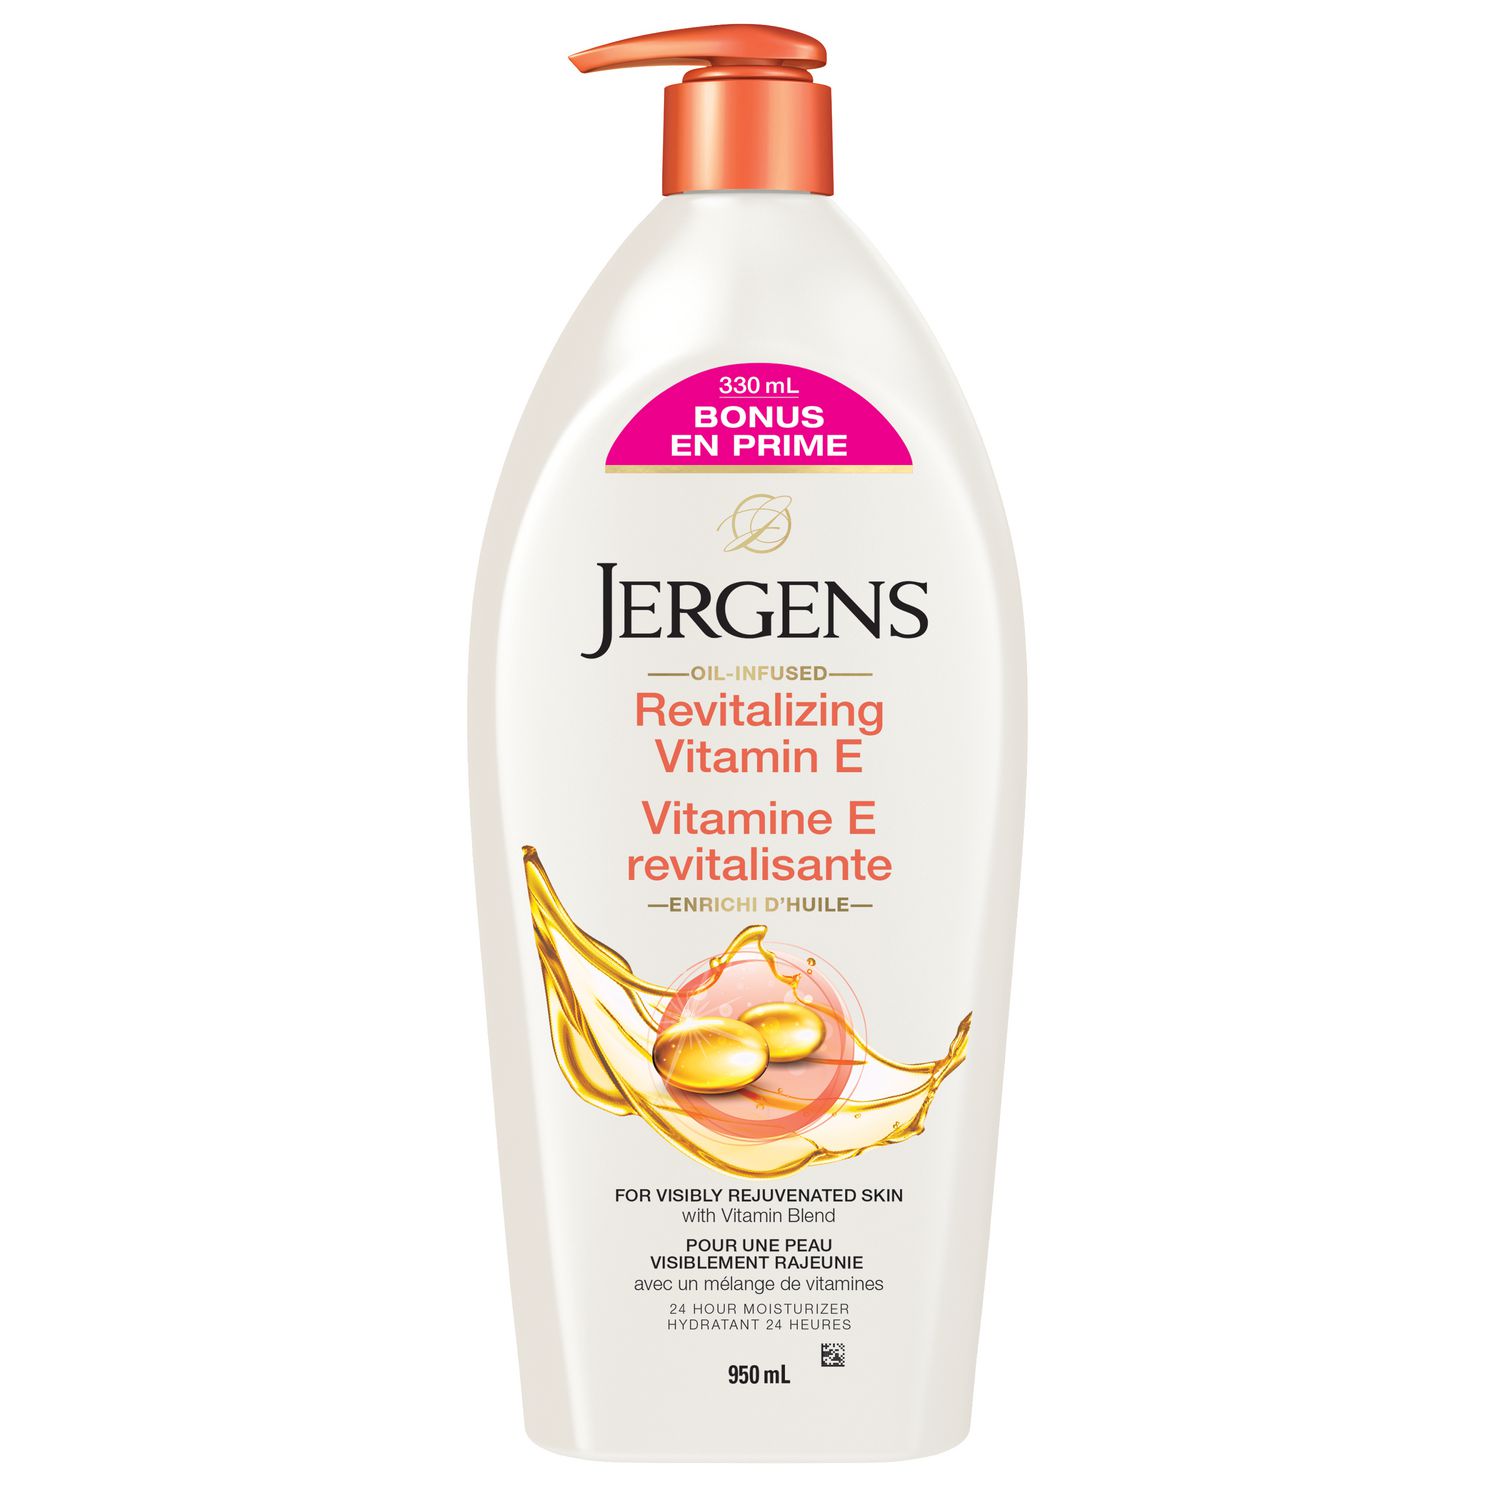 330 mL
BONUS
EN PRIME
JERGENS
OIL-INFUSED
Revitalizing
Vitamin E
Vitamine E
revitalisante
ENRICHI D'HUILE
FOR VISIBLY REJUVENATED SKIN
with Vitamin Blend
POUR UNE PEAU
VISIBLEMENT RAJEUNIE
avec un mélange de vitamines
24 HOUR MOISTURIZER
HYDRATANT 24 HEURES
950 mL